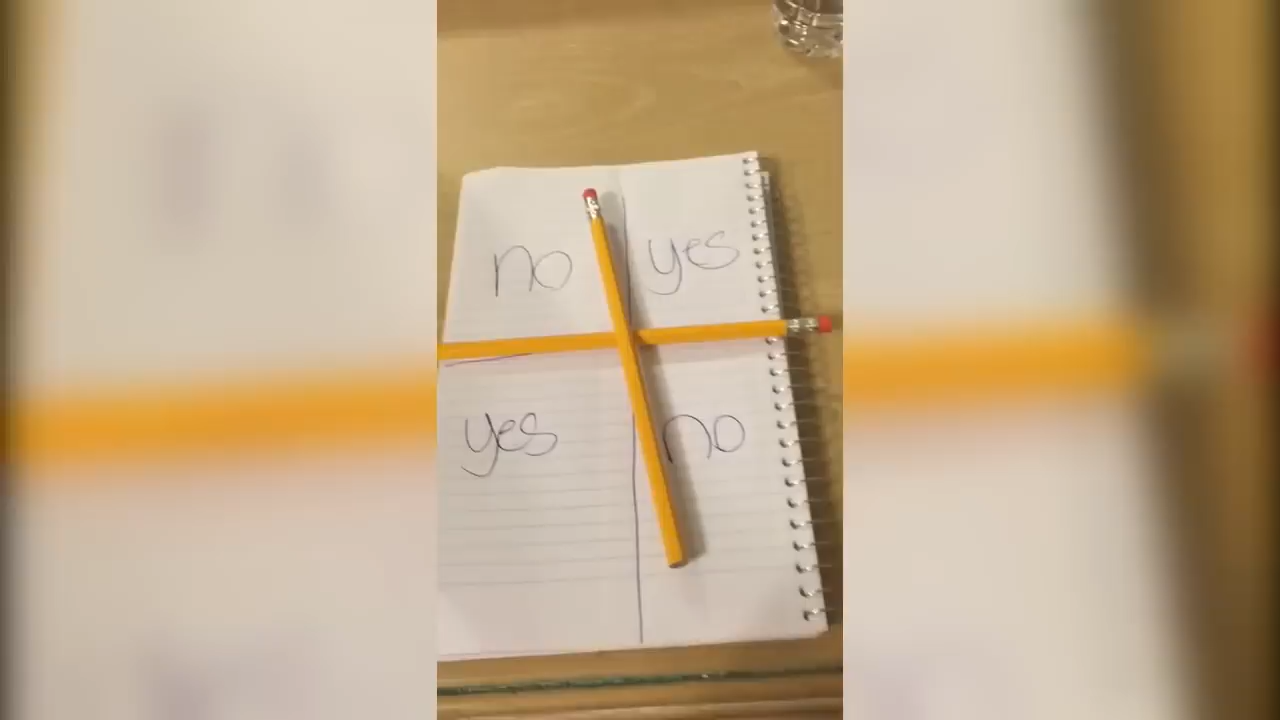 no yes
yes no